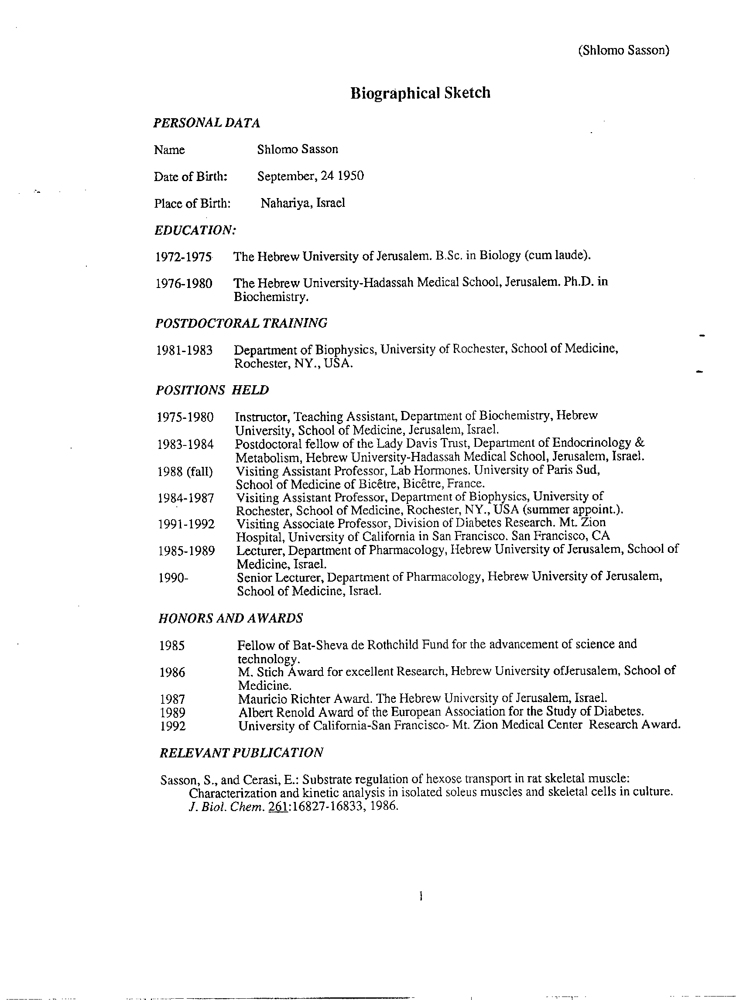 (Shlomo Sasson)
Biographical Sketch
PERSONAL DATA
Name Shlomo Sasson
Date of Birth: September, 24 1950
Place of Birth: Nahariya, Israel
EDUCATION:
1972-1975 The Hebrew University of Jerusalem. B.Sc. in Biology (cum laude).
1976-1980 The Hebrew University-Hadassah Medical School, Jerusalem. Ph.D. in
Biochemistry.
POSTDOCTORAL TRAINING
1981-1983 Department of Biophysics, University of Rochester, School of Medicine,
Rochester, NY., USA.
POSITIONS HELD
1975-1980 Instructor, Teaching Assistant, Department of Biochemistry, Hebrew
University, School of Medicine, Jerusalem, Israel.
1983-1984 Postdoctoral fellow of the Lady Davis Trust, Department of Endocrinology &
Metabolism, Hebrew University-Hadassah Medical School, Jerusalem, Israel.
1988 (fall) Visiting Assistant Professor, Lab Hormones. University of Paris Sud,
School of Medicine of Bicêtre, Bicêtre, France.
1984-1987 Visiting Assistant Professor, Department of Biophysics, University of
Rochester, School of Medicine, Rochester, NY., USA (summer appoint.).
1991-1992 Visiting Associate Professor, Division of Diabetes Research. Mt. Zion
Hospital, University of California in San Francisco. San Francisco, CA
1985-1989 Lecturer, Department of Pharmacology, Hebrew University of Jerusalem, School of
Medicine, Israel.
1990- Senior Lecturer, Department of Pharmacology, Hebrew University of Jerusalem,
School of Medicine, Israel.
HONORS AND AWARDS
1985 Fellow of Bat-Sheva de Rothchild Fund for the advancement of science and
technology.
1986 M. Stich Award for excellent Research, Hebrew University ofJerusalem, School of
Medicine.
1987 Mauricio Richter Award. The Hebrew University of Jerusalem, Israel.
1989 Albert Renold Award of the European Association for the Study of Diabetes.
1992 University of California-San Francisco- Mt. Zion Medical Center Research Award.
RELEVANT PUBLICATION
Sasson, S., and Cerasi, E.: Substrate regulation of hexose transport in rat skeletal muscle:
Characterization and kinetic analysis in isolated soleus muscles and skeletal cells in culture.
J. Biol. Chem. 261:16827-16833, 1986.
1